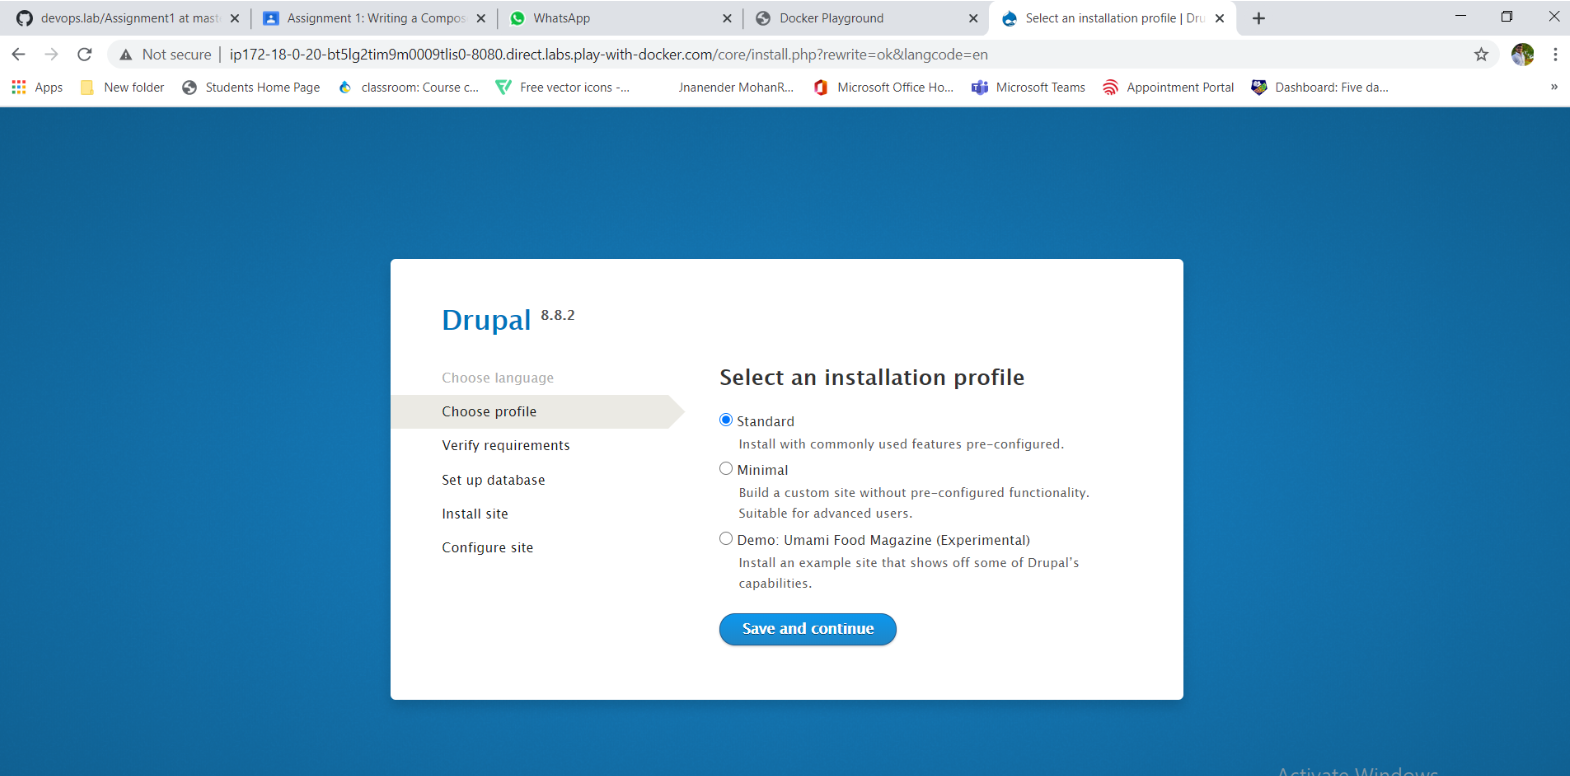 devops.lab/Assignment1 at mast
Assignment 1: Writing a Compos
WhatsApp
Docker Playground
Select an installation profile | Dru
Not secure | ip172-18-0-20-bt5lg2tim9m0009tlis0-8080.direct.labs.play-with-docker.com/core/install.php?rewrite=ok&langcode=en
Apps
New folder
Students Home Page
classroom: Course c...
Free vector icons -...
Jnanender MohanR...
Microsoft Office Ho...
Microsoft Teams
Appointment Portal
Dashboard: Five da...
»
Drupal 8.8.2
Choose language
Choose profile
Verify requirements
Set up database
Install site
Configure site
Select an installation profile
Standard
Install with commonly used features pre-configured.
Minimal
Build a custom site without pre-configured functionality.
Suitable for advanced users.
Demo: Umami Food Magazine (Experimental)
Install an example site that shows off some of Drupal's
capabilities.
Save and continue
Activate Windows